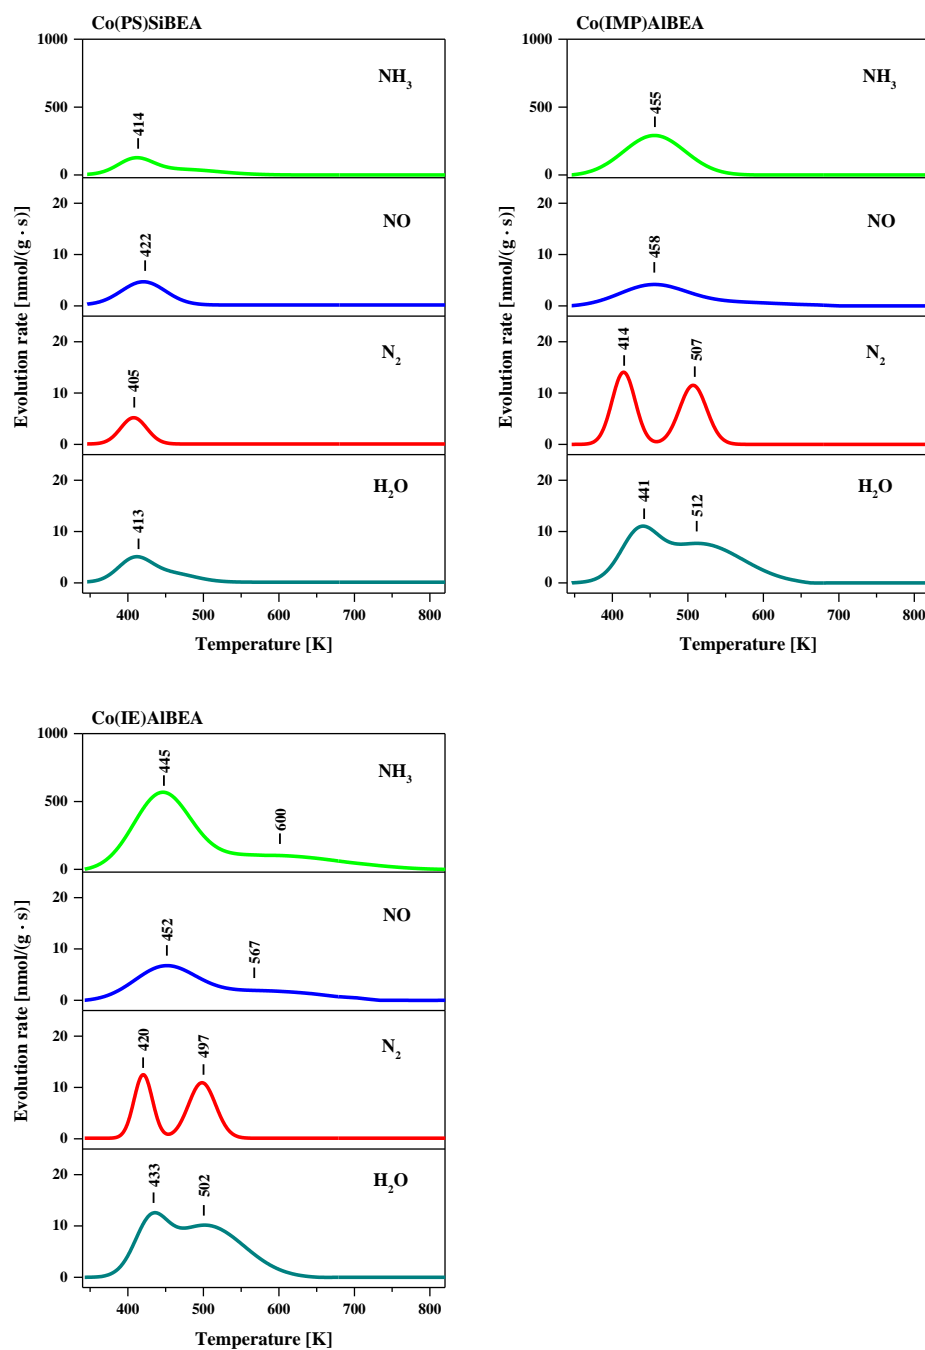 Co(PS)SiBEA
1000
500
0
NH₃
414
20
10
0
NO
422
20
10
0
N₂
405
20
10
0
H₂O
413
400 500 600 700 800
Temperature [K]
Evolution rate [nmol/(g · s)]
Co(IMP)AlBEA
1000
500
0
NH₃
455
20
10
0
NO
458
20
10
0
N₂
414
507
20
10
0
H₂O
441
512
400 500 600 700 800
Temperature [K]
Evolution rate [nmol/(g · s)]
Co(IE)AlBEA
1000
500
0
NH₃
445
600
20
10
0
NO
452
567
20
10
0
N₂
420
497
20
10
0
H₂O
433
502
400 500 600 700 800
Temperature [K]
Evolution rate [nmol/(g · s)]